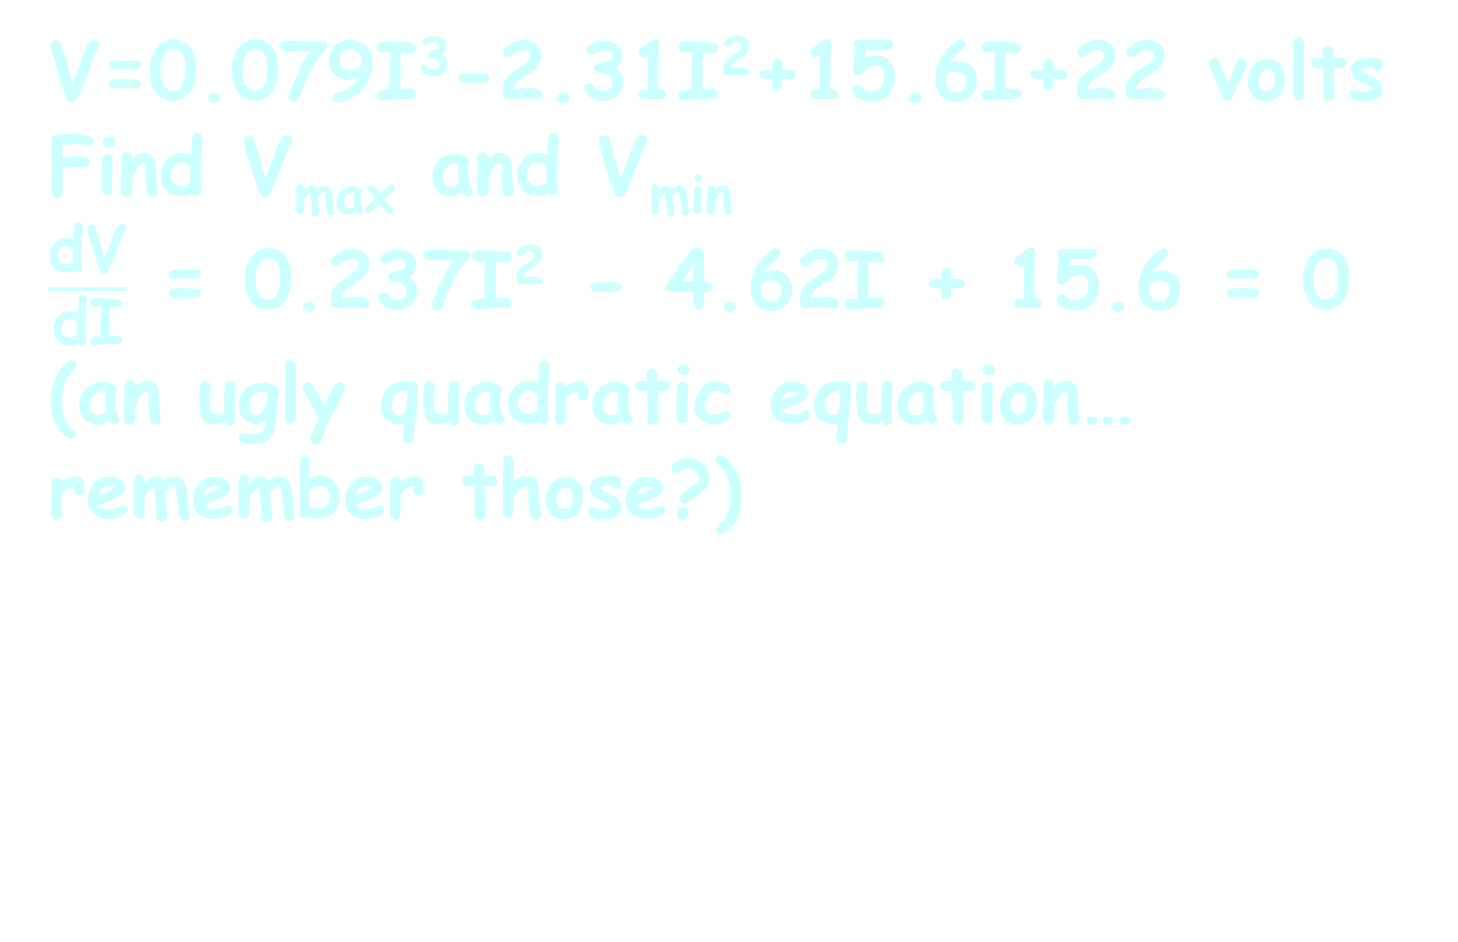 V=0.079I³-2.31I²+15.6I+22 volts
Find Vmax and Vmin
dV/dI = 0.237I² - 4.62I + 15.6 = 0
(an ugly quadratic equation…
remember those?)